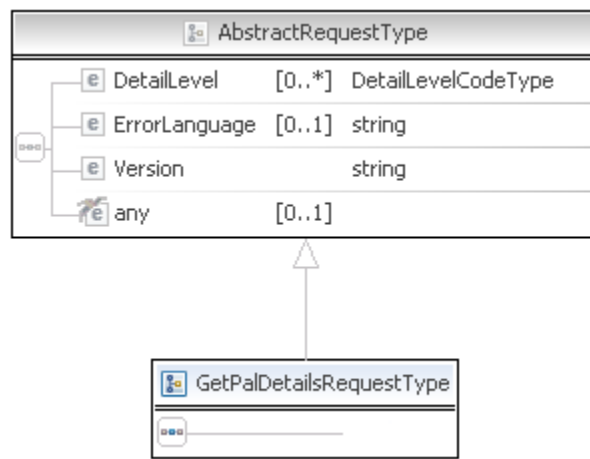 AbstractRequestType
e DetailLevel [0..*] DetailLevelCodeType
e ErrorLanguage [0..1] string
e Version string
e any [0..1]
GetPalDetailsRequestType